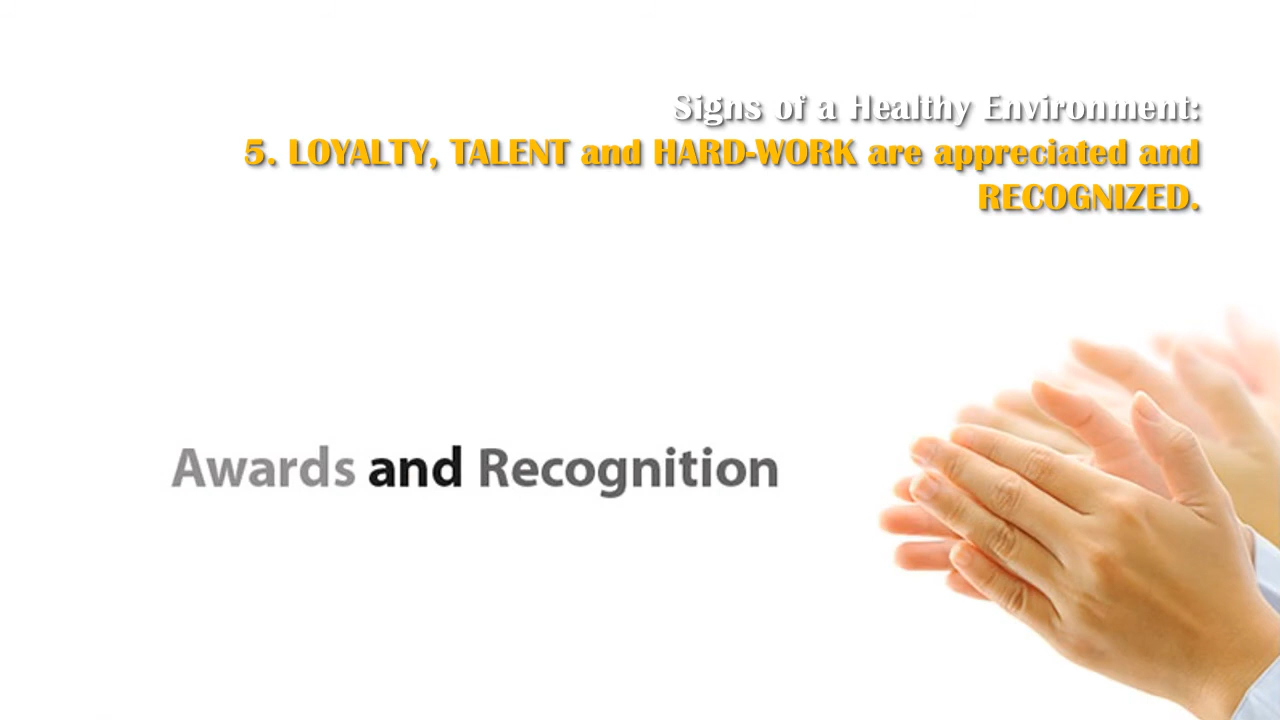 Signs of a Healthy Environment:
5. LOYALTY, TALENT and HARD-WORK are appreciated and
RECOGNIZED.
Awards and Recognition